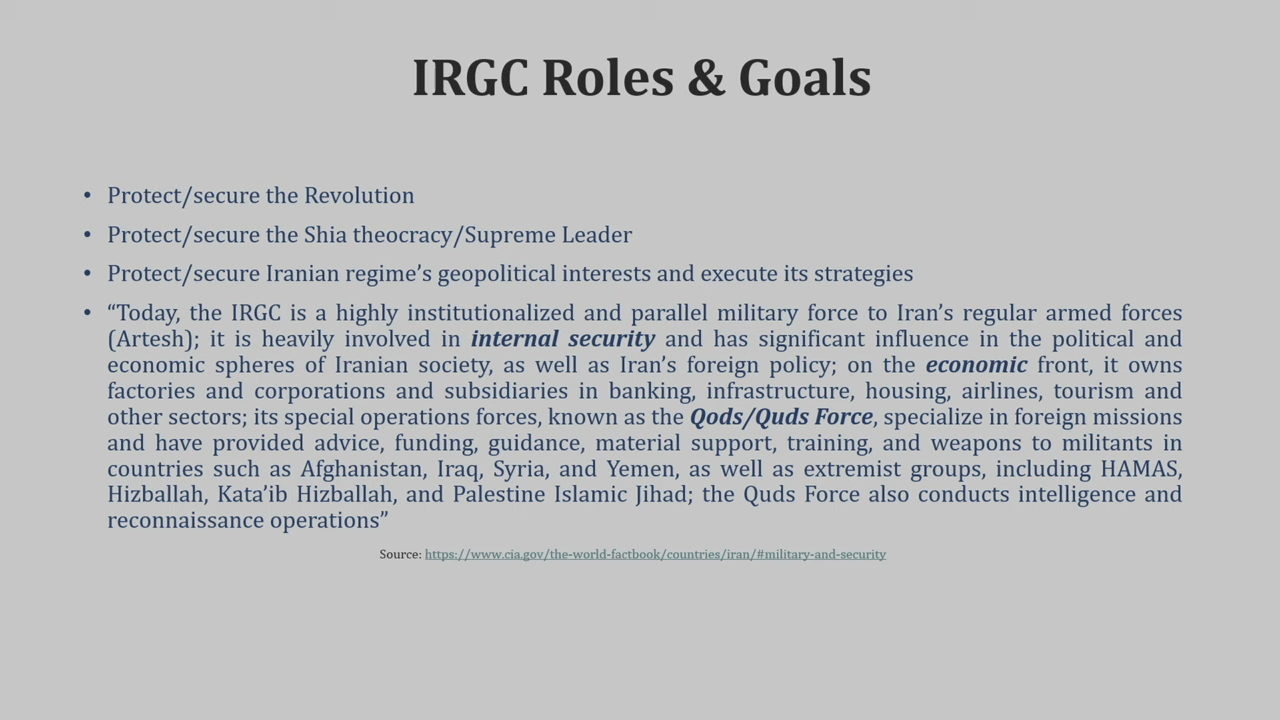 IRGC Roles & Goals
• Protect/secure the Revolution
• Protect/secure the Shia theocracy/Supreme Leader
• Protect/secure Iranian regime’s geopolitical interests and execute its strategies
• “Today, the IRGC is a highly institutionalized and parallel military force to Iran’s regular armed forces
(Artesh); it is heavily involved in internal security and has significant influence in the political and
economic spheres of Iranian society, as well as Iran’s foreign policy; on the economic front, it owns
factories and corporations and subsidiaries in banking, infrastructure, housing, airlines, tourism and
other sectors; its special operations forces, known as the Qods/Quds Force, specialize in foreign missions
and have provided advice, funding, guidance, material support, training, and weapons to militants in
countries such as Afghanistan, Iraq, Syria, and Yemen, as well as extremist groups, including HAMAS,
Hizballah, Kata’ib Hizballah, and Palestine Islamic Jihad; the Quds Force also conducts intelligence and
reconnaissance operations”
Source: https://www.cia.gov/the-world-factbook/countries/iran/#military-and-security